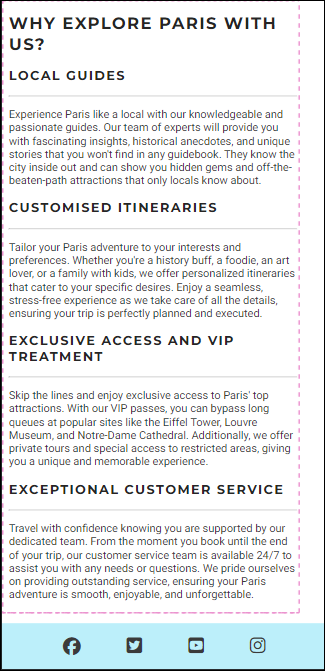 WHY EXPLORE PARIS WITH
US?
LOCAL GUIDES
Experience Paris like a local with our knowledgeable and
passionate guides. Our team of experts will provide you
with fascinating insights, historical anecdotes, and unique
stories that you won't find in any guidebook. They know the
city inside out and can show you hidden gems and off-the-
beaten-path attractions that only locals know about.
CUSTOMISED ITINERARIES
Tailor your Paris adventure to your interests and
preferences. Whether you're a history buff, a foodie, an art
lover, or a family with kids, we offer personalized itineraries
that cater to your specific desires. Enjoy a seamless,
stress-free experience as we take care of all the details,
ensuring your trip is perfectly planned and executed.
EXCLUSIVE ACCESS AND VIP
TREATMENT
Skip the lines and enjoy exclusive access to Paris' top
attractions. With our VIP passes, you can bypass long
queues at popular sites like the Eiffel Tower, Louvre
Museum, and Notre-Dame Cathedral. Additionally, we offer
private tours and special access to restricted areas, giving
you a unique and memorable experience.
EXCEPTIONAL CUSTOMER SERVICE
Travel with confidence knowing you are supported by our
dedicated team. From the moment you book until the end
of your trip, our customer service team is available 24/7 to
assist you with any needs or questions. We pride ourselves
on providing outstanding service, ensuring your Paris
adventure is smooth, enjoyable, and unforgettable.